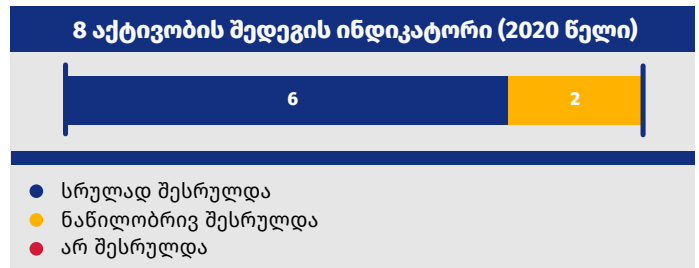 8 აქტივობის შედეგის ინდიკატორი (2020 წელი)
6 2
სრულად შესრულდა
ნაწილობრივ შესრულდა
არ შესრულდა